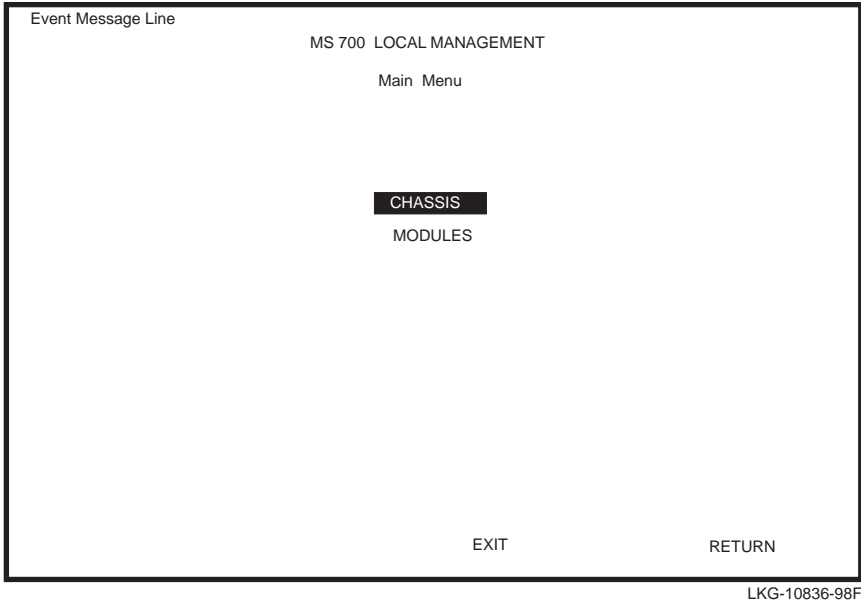 Event Message Line
MS 700 LOCAL MANAGEMENT
Main Menu
CHASSIS
MODULES
EXIT RETURN
LKG-10836-98F